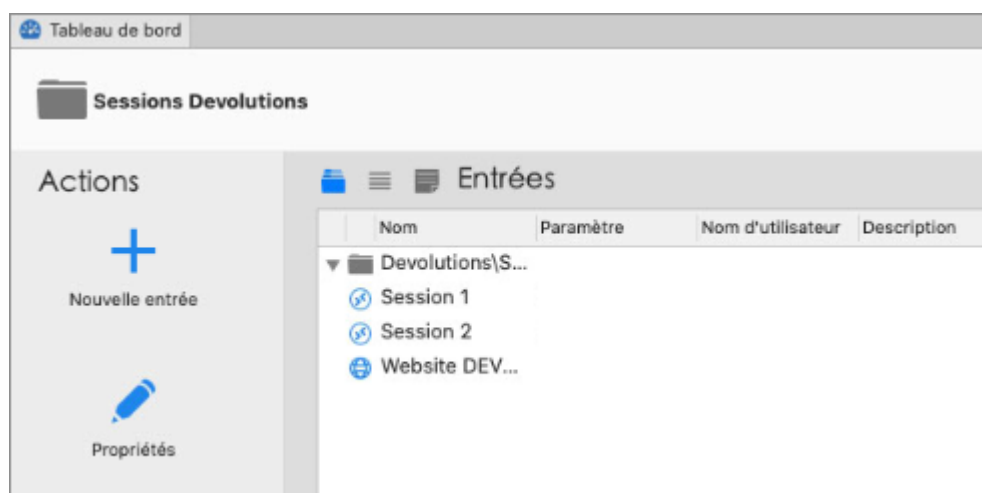 Tableau de bord
Sessions Devolutions
Actions
Nouvelle entrée
Propriétés
Entrées
Nom Paramètre Nom d'utilisateur Description
Devolutions\S...
Session 1
Session 2
Website DEV...